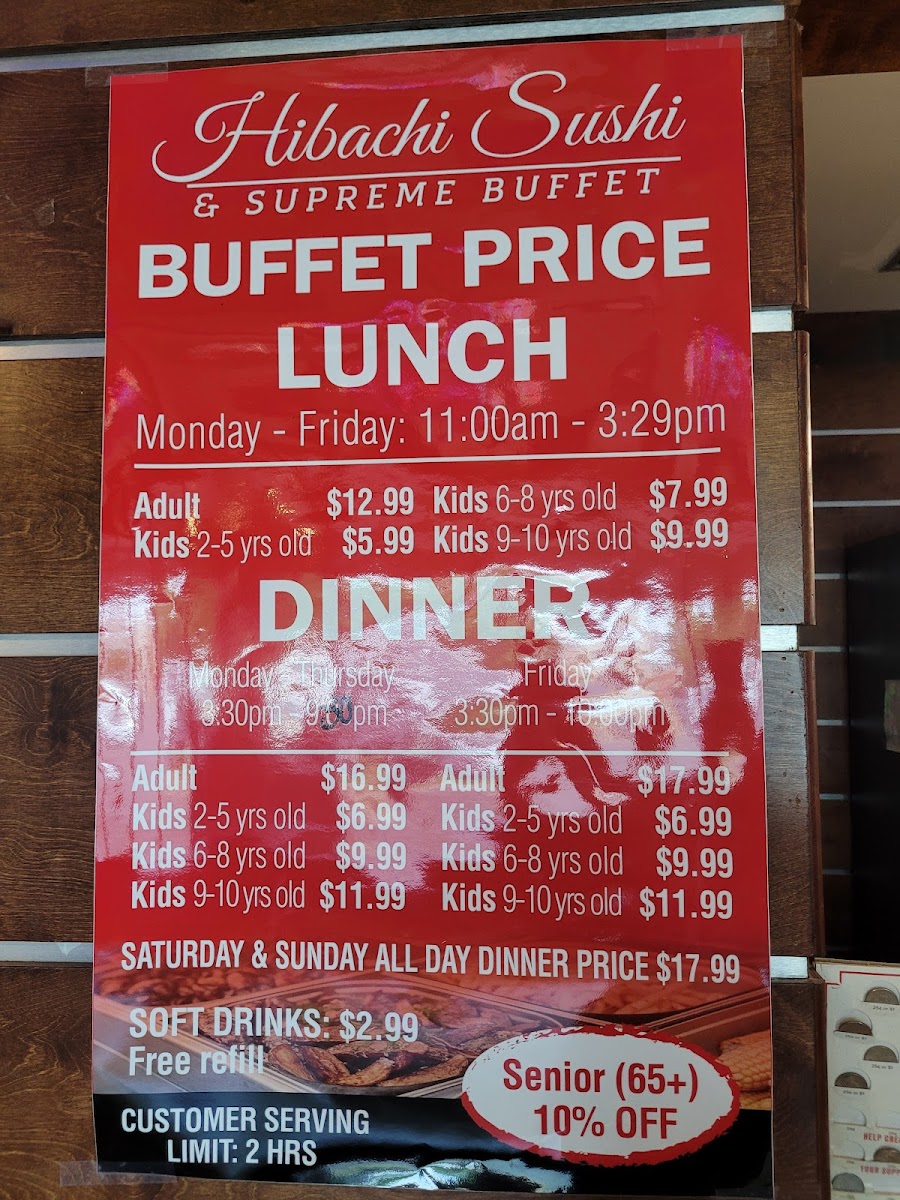 Hibachi Sushi
& SUPREME BUFFET
BUFFET PRICE
LUNCH
Monday - Friday: 11:00am - 3:29pm
Adult $12.99 Kids 6-8 yrs old $7.99
Kids 2-5 yrs old $5.99 Kids 9-10 yrs old $9.99
DINNER
Monday - Thursday Friday
3:30pm - 9:30pm 3:30pm - 10:00pm
Adult $16.99 Adult $17.99
Kids 2-5 yrs old $6.99 Kids 2-5 yrs old $6.99
Kids 6-8 yrs old $9.99 Kids 6-8 yrs old $9.99
Kids 9-10 yrs old $11.99 Kids 9-10 yrs old $11.99
SATURDAY & SUNDAY ALL DAY DINNER PRICE $17.99
SOFT DRINKS: $2.99
Free refill
Senior (65+)
10% OFF
CUSTOMER SERVING
LIMIT: 2 HRS
HELP
YOUR